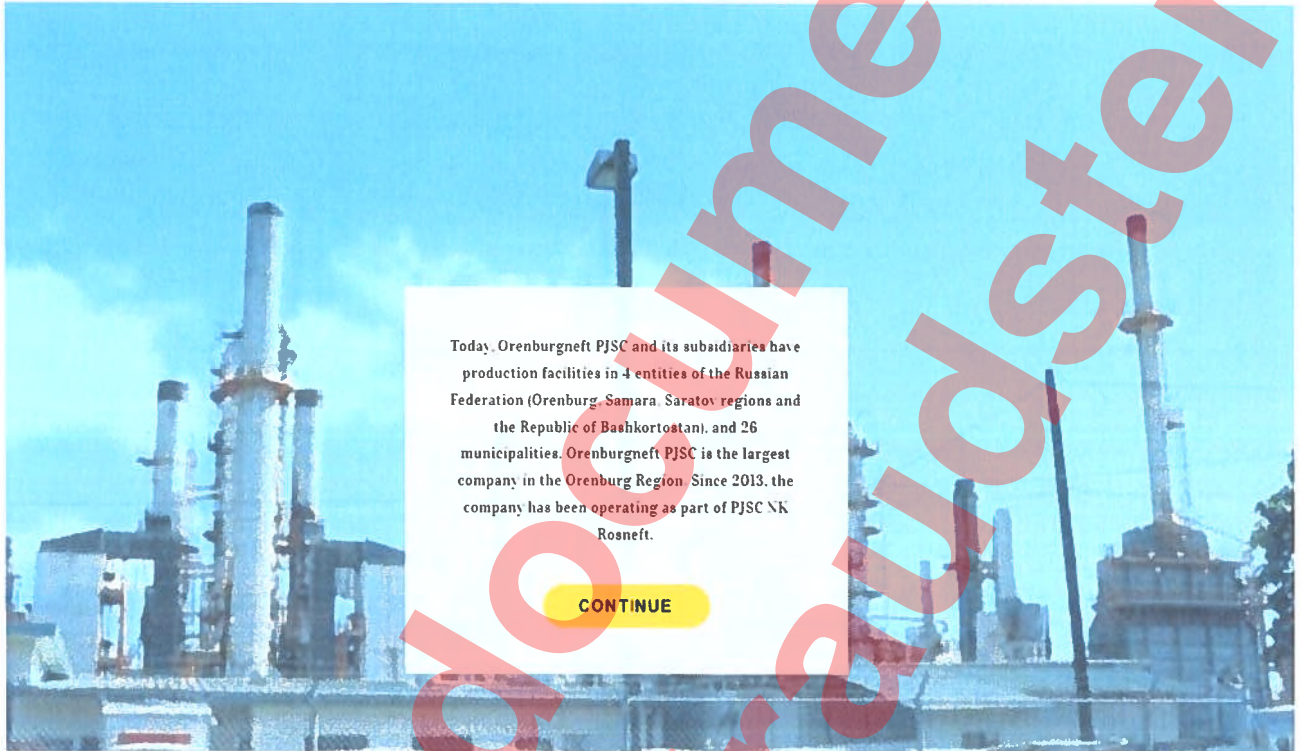 Today, Orenburgneft PJSC and its subsidiaries have
production facilities in 4 entities of the Russian
Federation (Orenburg, Samara, Saratov regions and
the Republic of Bashkortostan), and 26
municipalities. Orenburgneft PJSC is the largest
company in the Orenburg Region. Since 2013, the
company has been operating as part of PJSC NK
Rosneft.
CONTINUE
docume
raudster